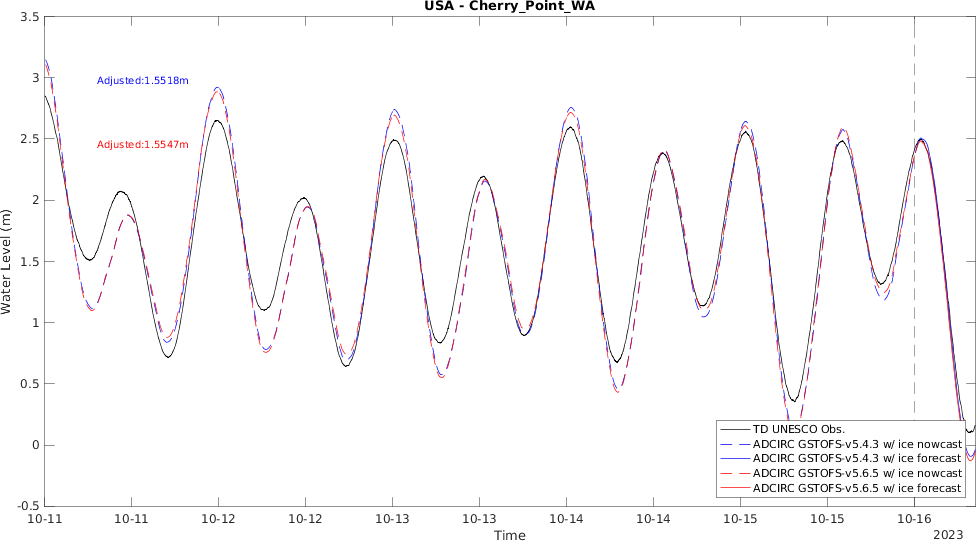 USA - Cherry_Point_WA
3.5
3
2.5
2
1.5
1
0.5
0
-0.5
Water Level (m)
Adjusted:1.5518m
Adjusted:1.5547m
TD UNESCO Obs.
ADCIRC GSTOFS-v5.4.3 w/ ice nowcast
ADCIRC GSTOFS-v5.4.3 w/ ice forecast
ADCIRC GSTOFS-v5.6.5 w/ ice nowcast
ADCIRC GSTOFS-v5.6.5 w/ ice forecast
10-11 10-11 10-12 10-12 10-13 10-13 10-14 10-14 10-15 10-15 10-16
Time
2023